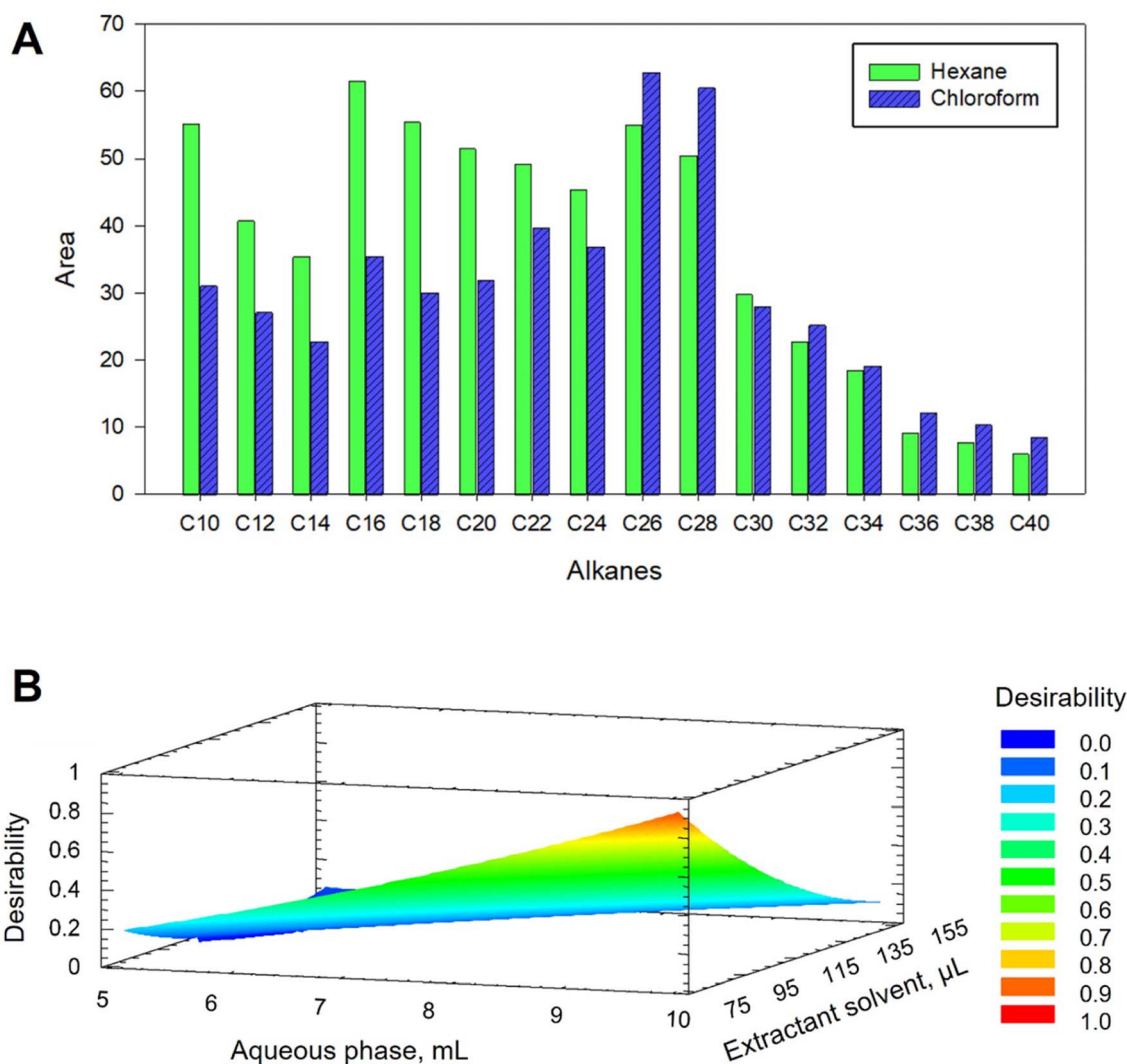 A
70
60
50
40
30
20
10
0
Area
Hexane
Chloroform
C10 C12 C14 C16 C18 C20 C22 C24 C26 C28 C30 C32 C34 C36 C38 C40
Alkanes
B
Desirability
1
0.8
0.6
0.4
0.2
0
5 6 7 8 9 10
Aqueous phase, mL
75 95 115 135 155
Extractant solvent, µL
Desirability
0.0
0.1
0.2
0.3
0.4
0.5
0.6
0.7
0.8
0.9
1.0